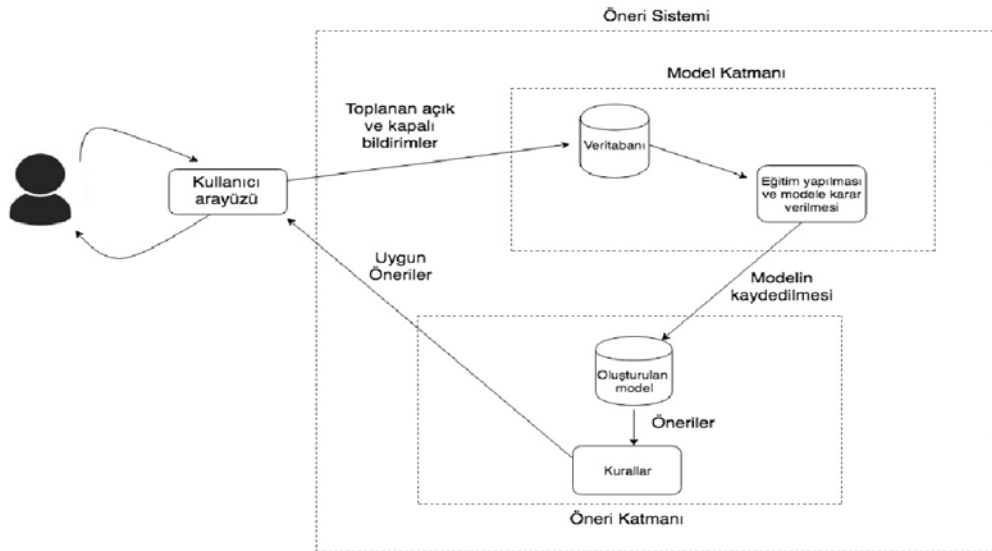 Öneri Sistemi
Model Katmanı
Toplanan açık
ve kapalı
bildirimler
Veritabanı
Kullanıcı
arayüzü
Eğitim yapılması
ve modele karar
verilmesi
Uygun
Öneriler
Modelin
kaydedilmesi
Oluşturulan
model
Öneriler
Kurallar
Öneri Katmanı